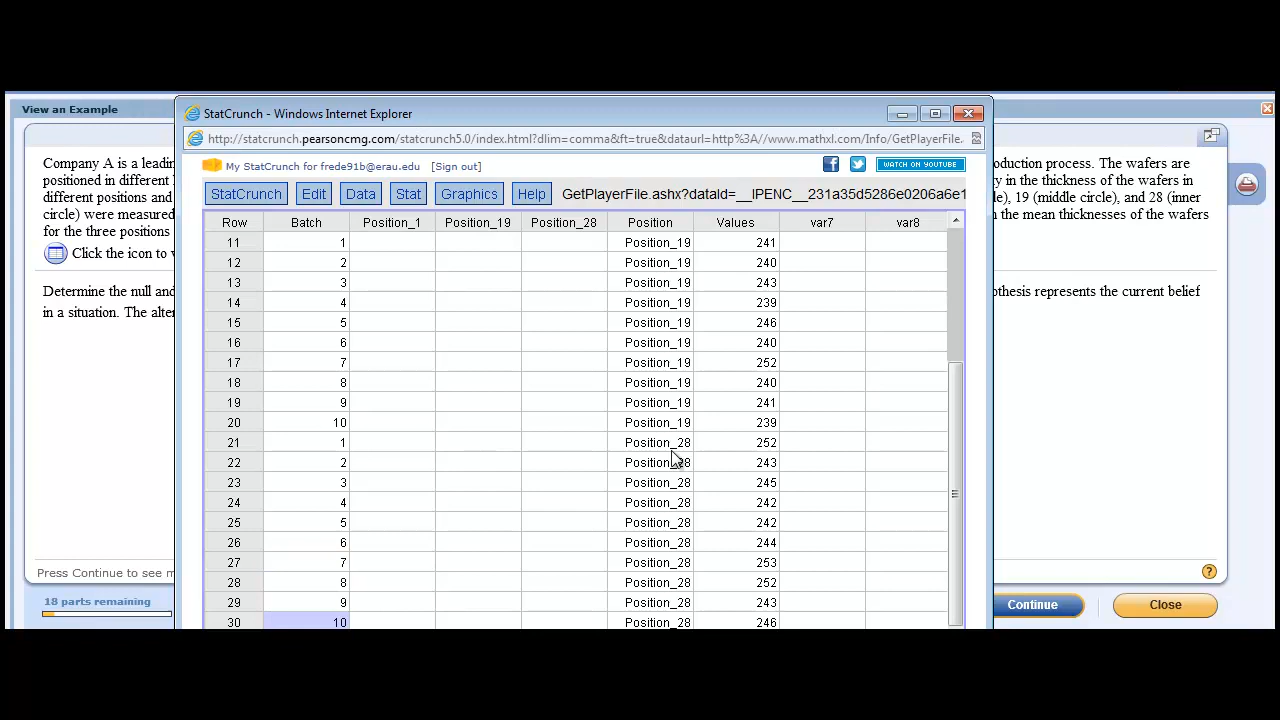 View an Example
StatCrunch - Windows Internet Explorer
http://statcrunch.pearsoncmg.com/statcrunch5.0/index.html?dlim=comma&ft=true&dataurl=http%3A//www.mathxl.com/Info/GetPlayerFile.
My StatCrunch for frede91b@erau.edu [Sign out] WATCH ON YOUTUBE
StatCrunch Edit Data Stat Graphics Help GetPlayerFile.ashx?dataId=__IPENC__231a35d5286e0206a6e1
Row Batch Position_1 Position_19 Position_28 Position Values var7 var8
11 1 Position_19 241
12 2 Position_19 240
13 3 Position_19 243
14 4 Position_19 239
15 5 Position_19 246
16 6 Position_19 240
17 7 Position_19 252
18 8 Position_19 240
19 9 Position_19 241
20 10 Position_19 239
21 1 Position_28 252
22 2 Position_28 243
23 3 Position_28 245
24 4 Position_28 242
25 5 Position_28 242
26 6 Position_28 244
27 7 Position_28 253
28 8 Position_28 252
29 9 Position_28 243
30 10 Position_28 246
Company A is a leadin
positioned in different
different positions and
circle) were measured
for the three positions
Click the icon to v
Determine the null and
in a situation. The alte
oduction process. The wafers are
y in the thickness of the wafers in
le), 19 (middle circle), and 28 (inner
n the mean thicknesses of the wafers
othesis represents the current belief
Press Continue to see m
18 parts remaining
Continue
Close